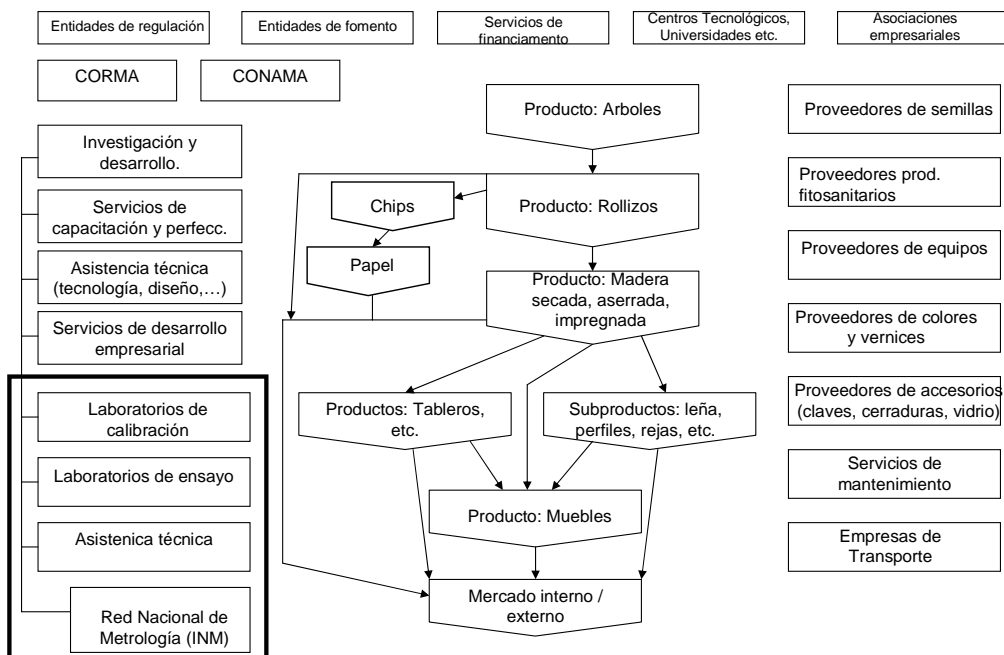 Entidades de regulación
Entidades de fomento
Servicios de
financiamento
Centros Tecnológicos,
Universidades etc.
Asociaciones
empresariales
CORMA
CONAMA
Investigación y
desarrollo.
Servicios de
capacitación y perfecc.
Asistencia técnica
(tecnología, diseño,…)
Servicios de desarrollo
empresarial
Laboratorios de
calibración
Laboratorios de ensayo
Asistenica técnica
Red Nacional de
Metrología (INM)
Producto: Arboles
Producto: Rollizos
Chips
Papel
Producto: Madera
secada, aserrada,
impregnada
Productos: Tableros,
etc.
Subproductos: leña,
perfiles, rejas, etc.
Producto: Muebles
Mercado interno /
externo
Proveedores de semillas
Proveedores prod.
fitosanitarios
Proveedores de equipos
Proveedores de colores
y vernices
Proveedores de accesorios
(claves, cerraduras, vidrio)
Servicios de
mantenimiento
Empresas de
Transporte